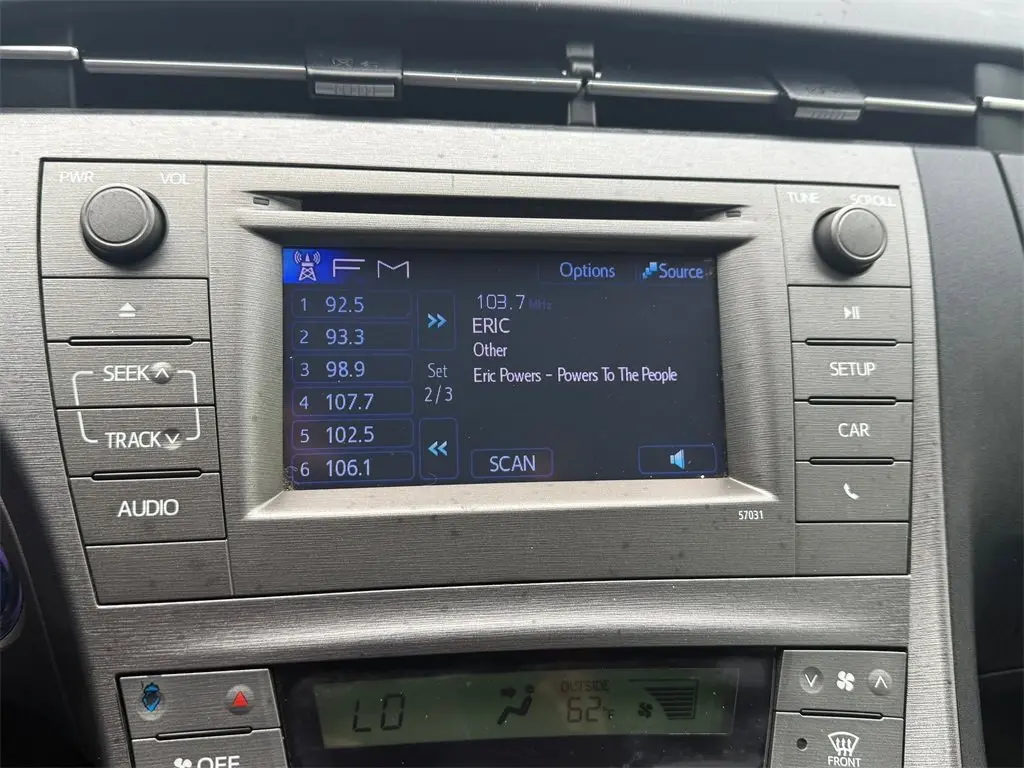 PWR VOL
TUNE SCROLL
FM
Options
Source
1 92.5
2 93.3
3 98.9
4 107.7
5 102.5
6 106.1
Set
2/3
103.7 MHz
ERIC
Other
Eric Powers - Powers To The People
SCAN
SEEK
TRACK
AUDIO
SETUP
CAR
57031
LO
OUTSIDE
62°F
OFF
FRONT